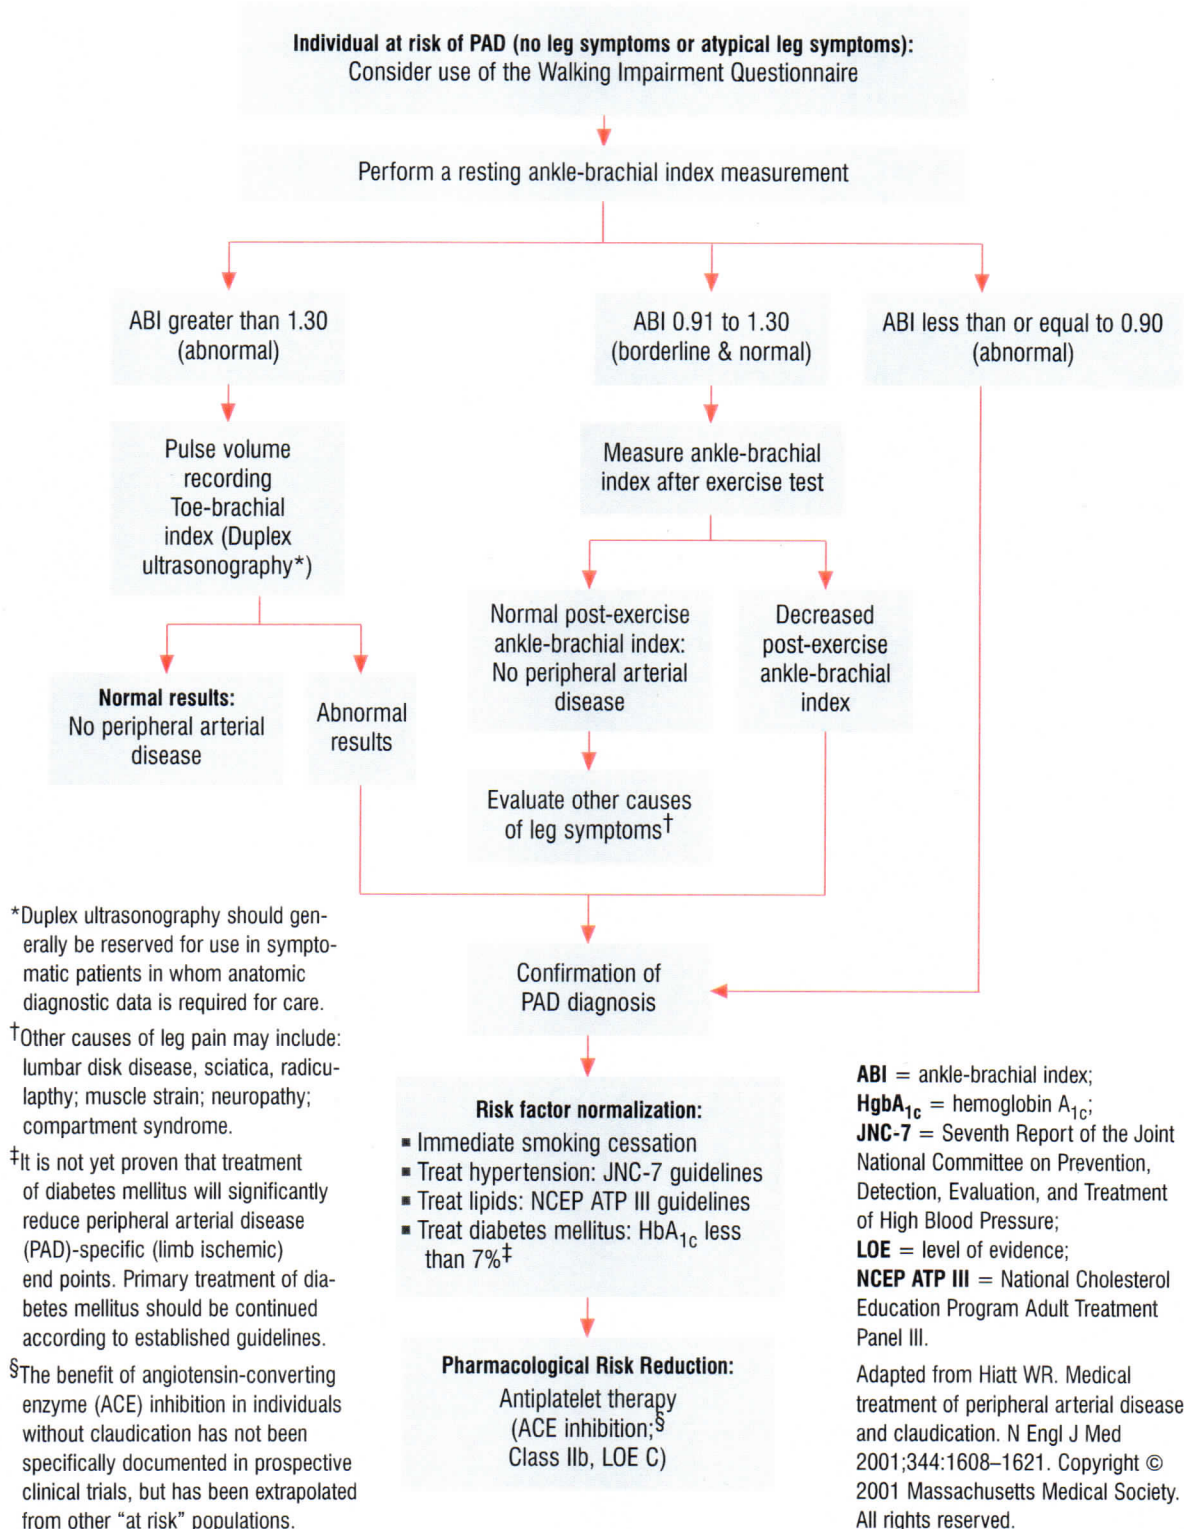 Individual at risk of PAD (no leg symptoms or atypical leg symptoms):
Consider use of the Walking Impairment Questionnaire
Perform a resting ankle-brachial index measurement
ABI greater than 1.30
(abnormal)
ABI 0.91 to 1.30
(borderline & normal)
ABI less than or equal to 0.90
(abnormal)
Pulse volume
recording
Toe-brachial
index (Duplex
ultrasonography*)
Measure ankle-brachial
index after exercise test
Normal results:
No peripheral arterial
disease
Abnormal
results
Normal post-exercise
ankle-brachial index:
No peripheral arterial
disease
Decreased
post-exercise
ankle-brachial
index
Evaluate other causes
of leg symptoms†
Confirmation of
PAD diagnosis
Risk factor normalization:
▪ Immediate smoking cessation
▪ Treat hypertension: JNC-7 guidelines
▪ Treat lipids: NCEP ATP III guidelines
▪ Treat diabetes mellitus: HbA1c less
than 7%‡
Pharmacological Risk Reduction:
Antiplatelet therapy
(ACE inhibition;§
Class IIb, LOE C)
*Duplex ultrasonography should gen-
erally be reserved for use in sympto-
matic patients in whom anatomic
diagnostic data is required for care.
†Other causes of leg pain may include:
lumbar disk disease, sciatica, radicu-
lapthy; muscle strain; neuropathy;
compartment syndrome.
‡It is not yet proven that treatment
of diabetes mellitus will significantly
reduce peripheral arterial disease
(PAD)-specific (limb ischemic)
end points. Primary treatment of dia-
betes mellitus should be continued
according to established guidelines.
§The benefit of angiotensin-converting
enzyme (ACE) inhibition in individuals
without claudication has not been
specifically documented in prospective
clinical trials, but has been extrapolated
from other “at risk” populations.
ABI = ankle-brachial index;
HgbA1c = hemoglobin A1c;
JNC-7 = Seventh Report of the Joint
National Committee on Prevention,
Detection, Evaluation, and Treatment
of High Blood Pressure;
LOE = level of evidence;
NCEP ATP III = National Cholesterol
Education Program Adult Treatment
Panel III.
Adapted from Hiatt WR. Medical
treatment of peripheral arterial disease
and claudication. N Engl J Med
2001;344:1608–1621. Copyright ©
2001 Massachusetts Medical Society.
All rights reserved.